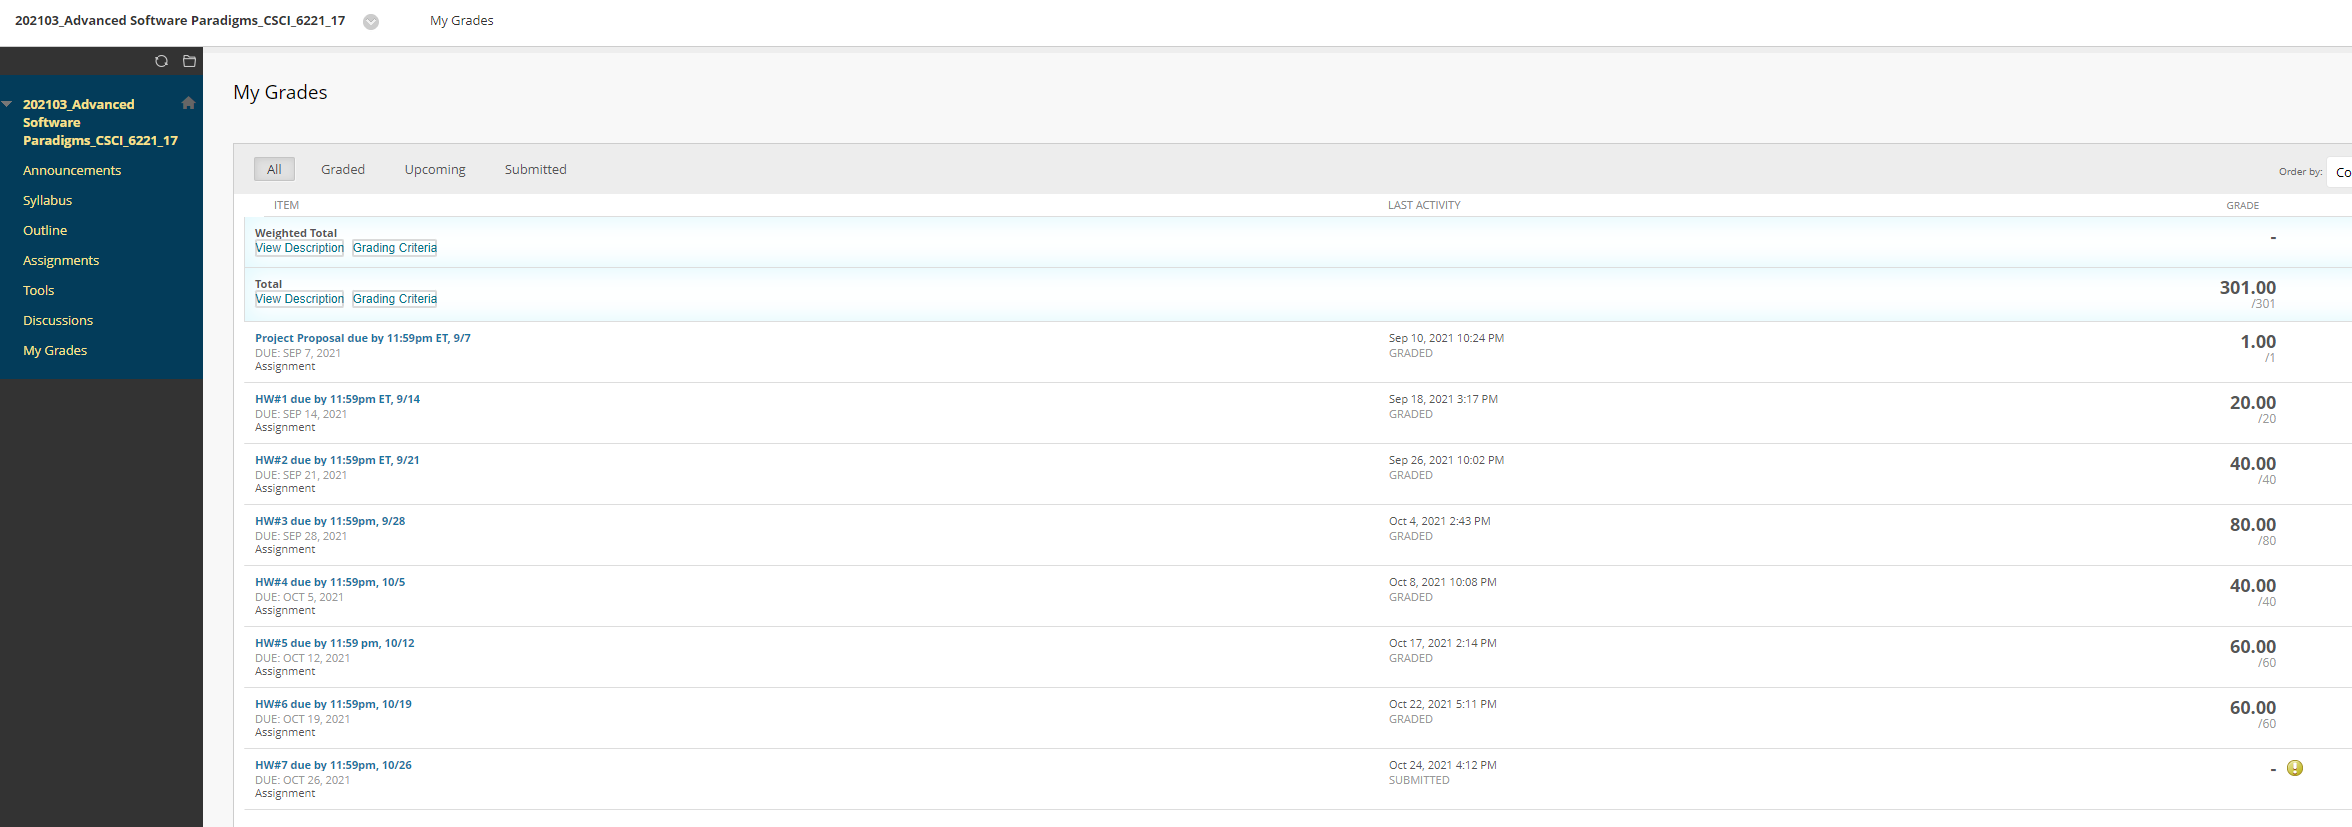 202103_Advanced Software Paradigms_CSCI_6221_17
My Grades
202103_Advanced
Software
Paradigms_CSCI_6221_17
Announcements
Syllabus
Outline
Assignments
Tools
Discussions
My Grades
My Grades
All Graded Upcoming Submitted
Order by: Co
ITEM LAST ACTIVITY GRADE
Weighted Total
View Description Grading Criteria
-
Total
View Description Grading Criteria
301.00
/301
Project Proposal due by 11:59pm ET, 9/7
DUE: SEP 7, 2021
Assignment
Sep 10, 2021 10:24 PM
GRADED
1.00
/1
HW#1 due by 11:59pm ET, 9/14
DUE: SEP 14, 2021
Assignment
Sep 18, 2021 3:17 PM
GRADED
20.00
/20
HW#2 due by 11:59pm ET, 9/21
DUE: SEP 21, 2021
Assignment
Sep 26, 2021 10:02 PM
GRADED
40.00
/40
HW#3 due by 11:59pm, 9/28
DUE: SEP 28, 2021
Assignment
Oct 4, 2021 2:43 PM
GRADED
80.00
/80
HW#4 due by 11:59pm, 10/5
DUE: OCT 5, 2021
Assignment
Oct 8, 2021 10:08 PM
GRADED
40.00
/40
HW#5 due by 11:59 pm, 10/12
DUE: OCT 12, 2021
Assignment
Oct 17, 2021 2:14 PM
GRADED
60.00
/60
HW#6 due by 11:59pm, 10/19
DUE: OCT 19, 2021
Assignment
Oct 22, 2021 5:11 PM
GRADED
60.00
/60
HW#7 due by 11:59pm, 10/26
DUE: OCT 26, 2021
Assignment
Oct 24, 2021 4:12 PM
SUBMITTED
-